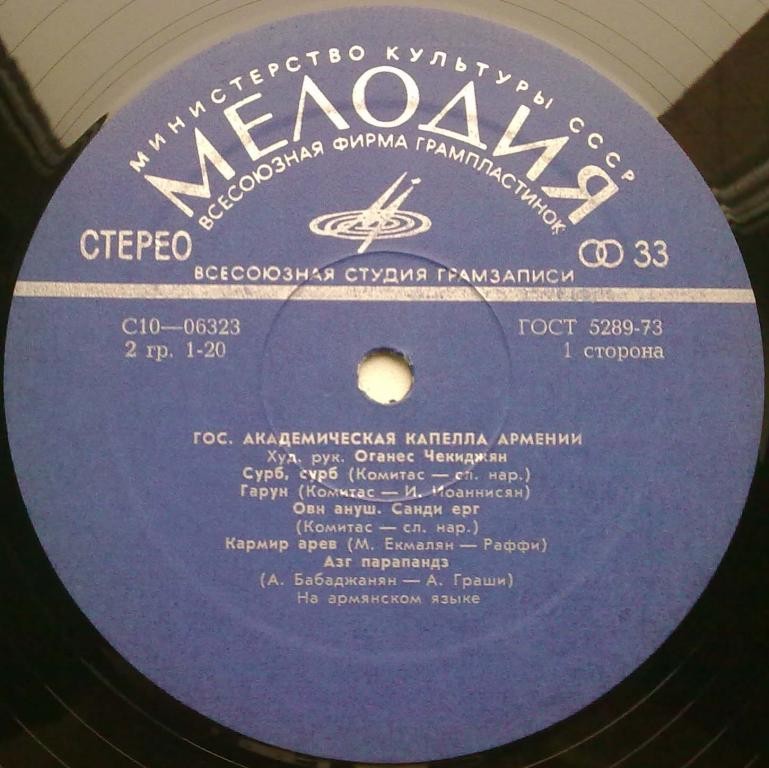 МИНИСТЕРСТВО КУЛЬТУРЫ СССР
МЕЛОДИЯ
ВСЕСОЮЗНАЯ ФИРМА ГРАМПЛАСТИНОК
СТЕРЕО 33
ВСЕСОЮЗНАЯ СТУДИЯ ГРАМЗАПИСИ
С10—06323 ГОСТ 5289-73
2 гр. 1-20 1 сторона
ГОС. АКАДЕМИЧЕСКАЯ КАПЕЛЛА АРМЕНИИ
Худ. рук. Оганес Чекиджян
Сурб, сурб (Комитас — сл. нар.)
Гарун (Комитас — И. Иоаннисян)
Овн ануш. Санди ерг
(Комитас — сл. нар.)
Кармир арев (М. Екмалян — Раффи)
Азг парапандз
(А. Бабаджанян — А. Граши)
На армянском языке